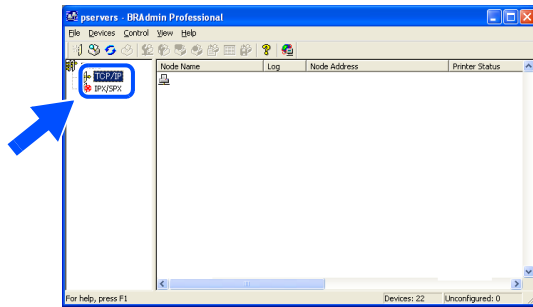 pservers - BRAdmin Professional
File Devices Control View Help
Node Name Log Node Address Printer Status
TCP/IP
IPX/SPX
For help, press F1 Devices: 22 Unconfigured: 0